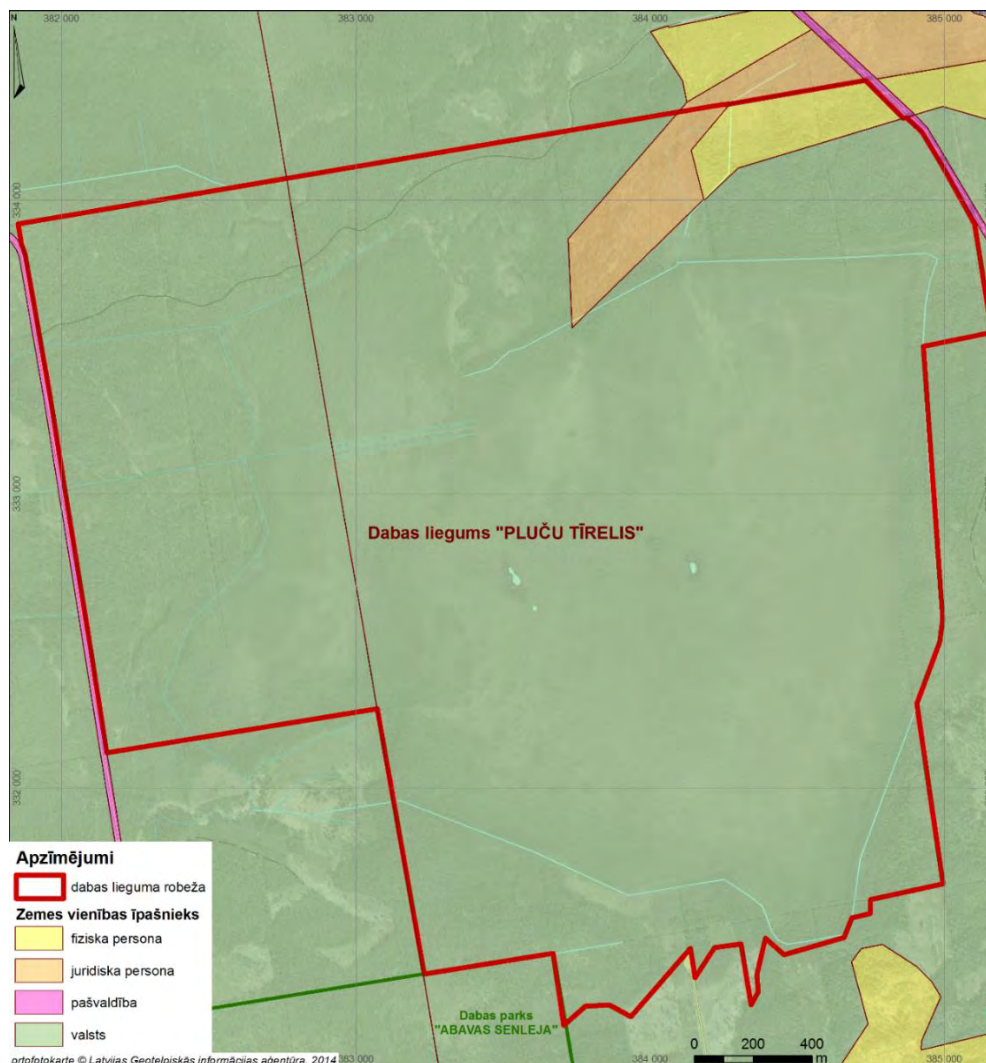 382 000
383 000
384 000
385 000
N
334 000
333 000
Dabas liegums "PLUČU TĪRELIS"
332 000
Apzīmējumi
dabas lieguma robeža
Zemes vienības īpašnieks
fiziska persona
juridiska persona
pašvaldība
valsts
Dabas parks
"ABAVAS SENLEJA"
0 200 400
m
ortofotokarte © Latvijas Ģeotelpiskās informācijas aģentūra, 2014
383 000
384 000
385 000